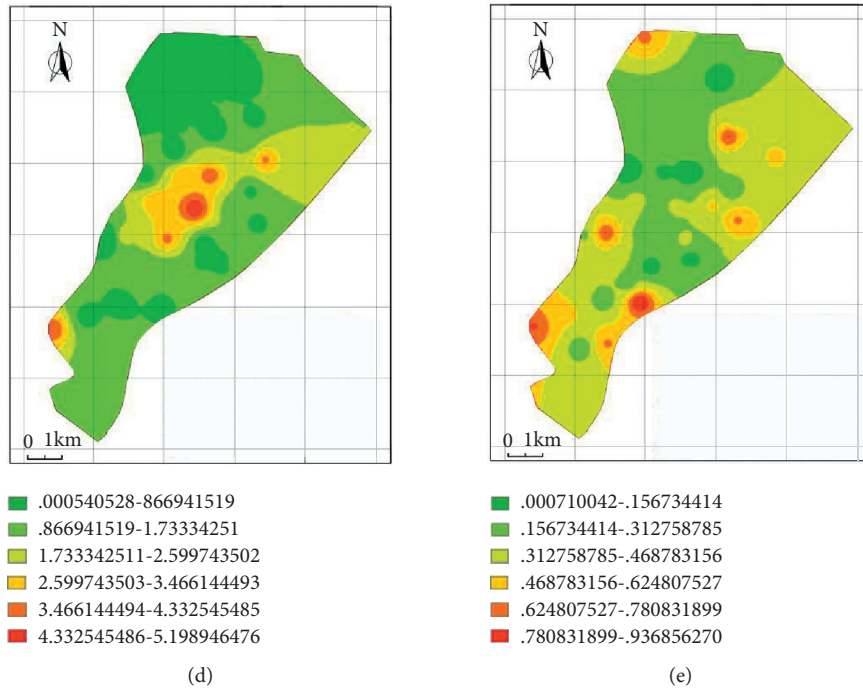 N
0 1km
.000540528-866941519
.866941519-1.73334251
1.733342511-2.599743502
2.599743503-3.466144493
3.466144494-4.332545485
4.332545486-5.198946476
(d)
N
0 1km
.000710042-.156734414
.156734414-.312758785
.312758785-.468783156
.468783156-.624807527
.624807527-.780831899
.780831899-.936856270
(e)